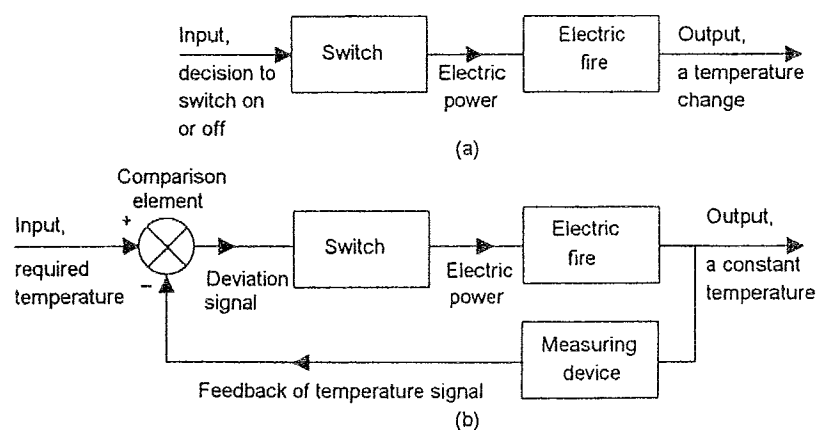 Input,
decision to
switch on
or off
Switch
Electric
power
Electric
fire
Output,
a temperature
change
(a)
Comparison
element
Input,
required
temperature
+
−
Deviation
signal
Switch
Electric
power
Electric
fire
Output,
a constant
temperature
Measuring
device
Feedback of temperature signal
(b)